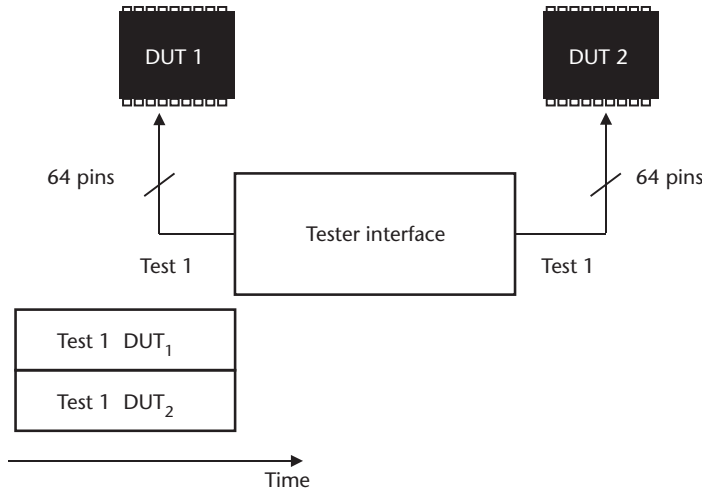 DUT 1
DUT 2
64 pins
64 pins
Tester interface
Test 1
Test 1
Test 1 DUT₁
Test 1 DUT₂
Time